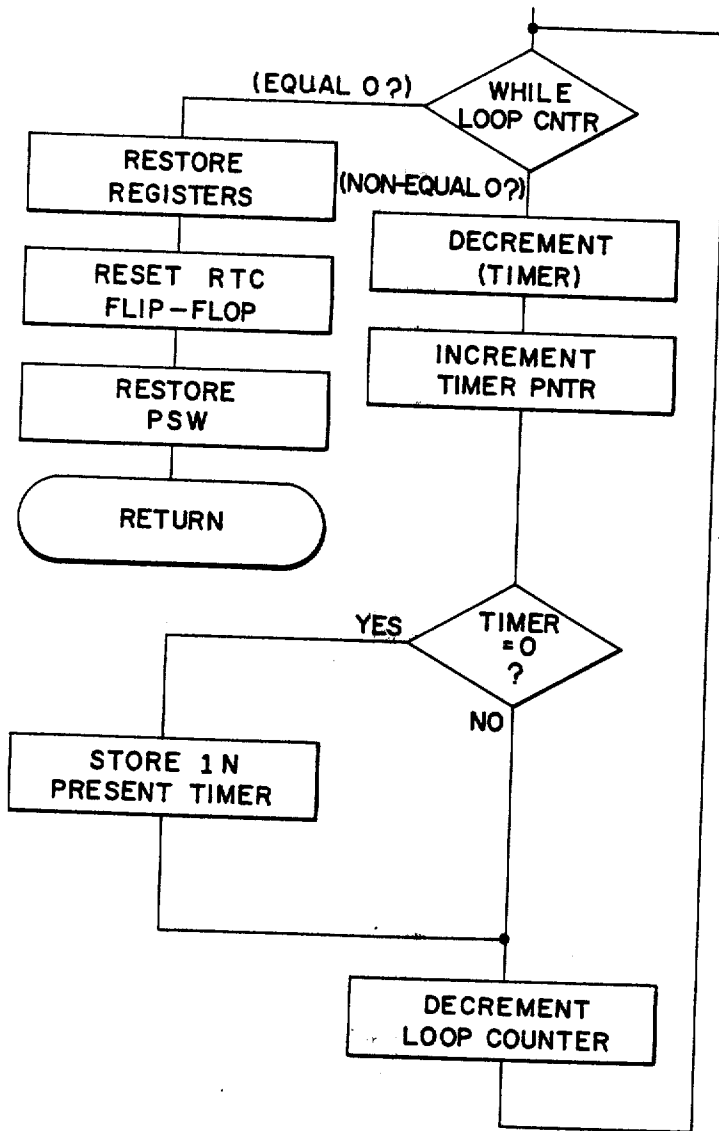 WHILE
LOOP CNTR
(EQUAL 0?)
RESTORE
REGISTERS
(NON-EQUAL 0?)
DECREMENT
(TIMER)
RESET RTC
FLIP-FLOP
INCREMENT
TIMER PNTR
RESTORE
PSW
RETURN
TIMER
=0
?
YES
NO
STORE 1N
PRESENT TIMER
DECREMENT
LOOP COUNTER